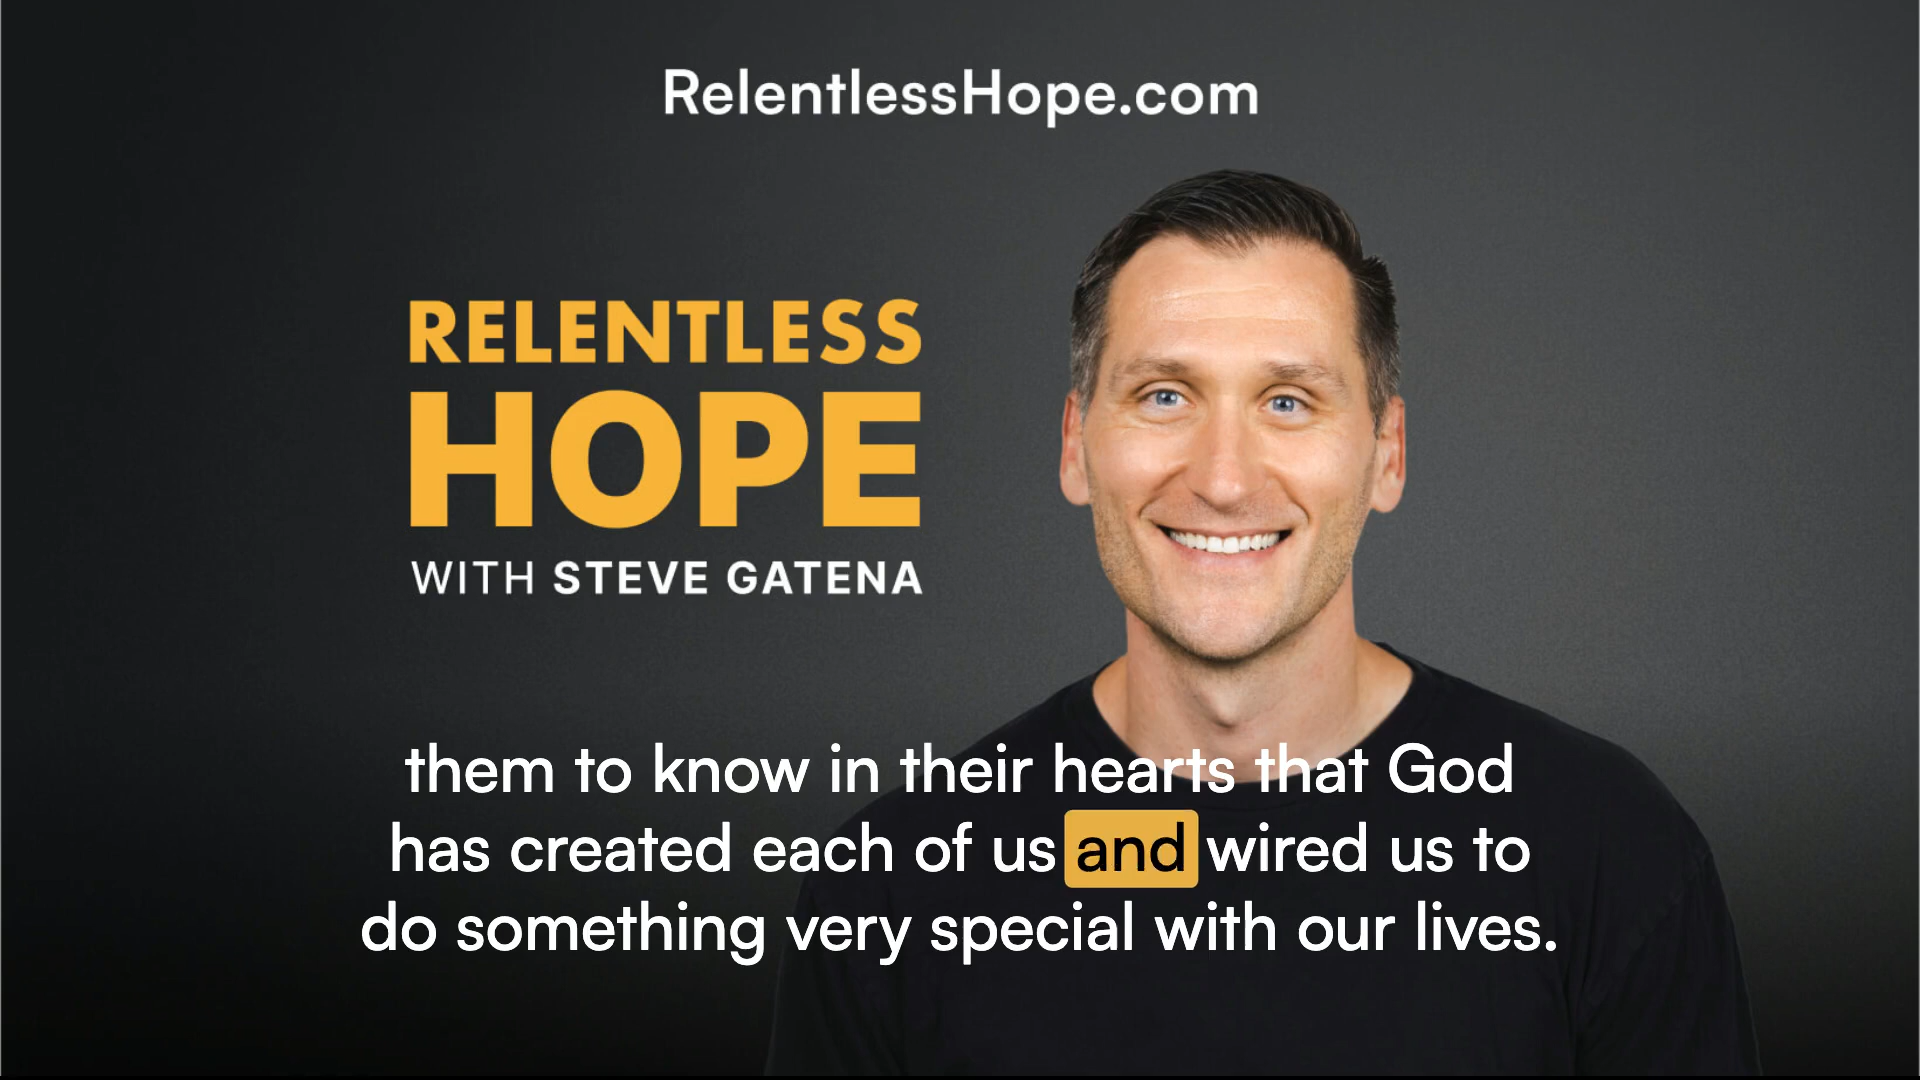 RelentlessHope.com
RELENTLESS
HOPE
WITH STEVE GATENA
them to know in their hearts that God
has created each of us and wired us to
do something very special with our lives.